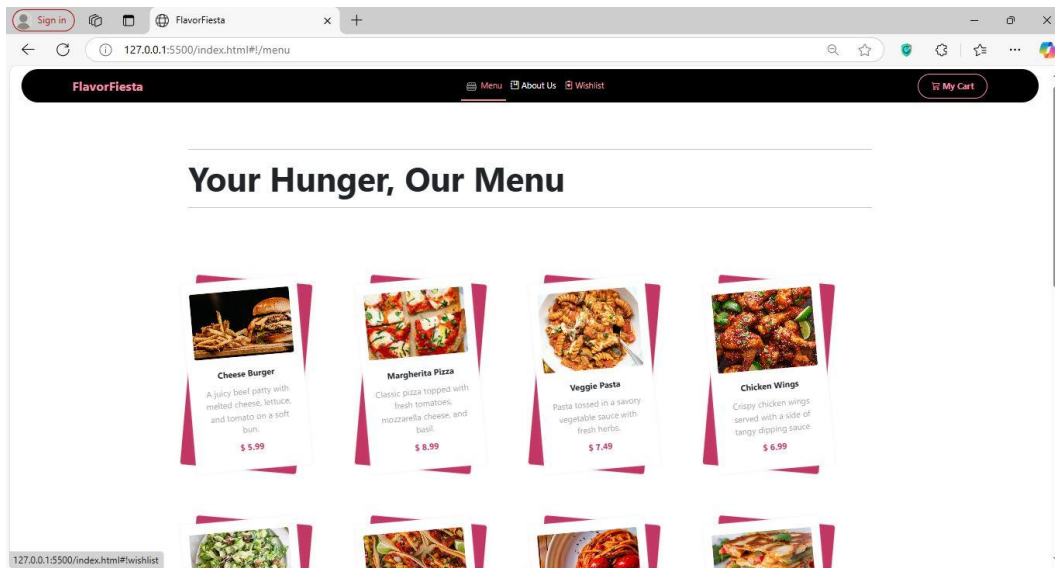 Sign in
FlavorFiesta
127.0.0.1:5500/index.html#!/menu
FlavorFiesta
Menu
About Us
Wishlist
My Cart
Your Hunger, Our Menu
Cheese Burger
A juicy beef patty with
melted cheese, lettuce,
and tomato on a soft
bun.
$ 5.99
Margherita Pizza
Classic pizza topped with
fresh tomatoes,
mozzarella cheese, and
basil.
$ 8.99
Veggie Pasta
Pasta tossed in a savory
vegetable sauce with
fresh herbs.
$ 7.49
Chicken Wings
Crispy chicken wings
served with a side of
tangy dipping sauce.
$ 6.99
127.0.0.1:5500/index.html#!wishlist